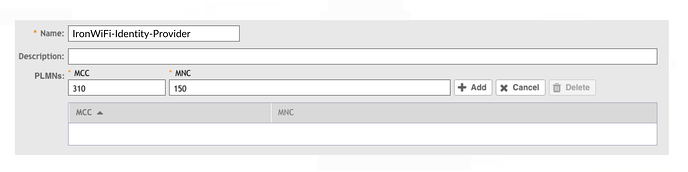 * Name: IronWiFi-Identity-Provider
Description:
PLMNs: * MCC * MNC
310 150 Add Cancel Delete
MCC MNC